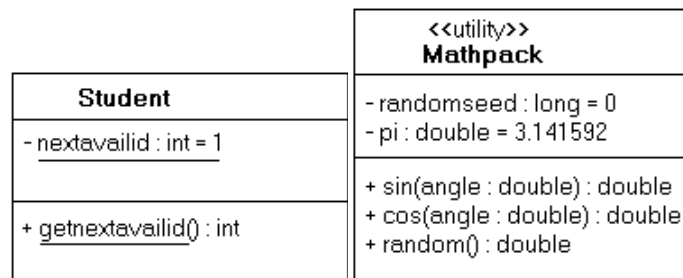 Student
- nextavailid : int = 1
+ getnextavailid() : int
<<utility>>
Mathpack
- randomseed : long = 0
- pi : double = 3.141592
+ sin(angle : double) : double
+ cos(angle : double) : double
+ random() : double